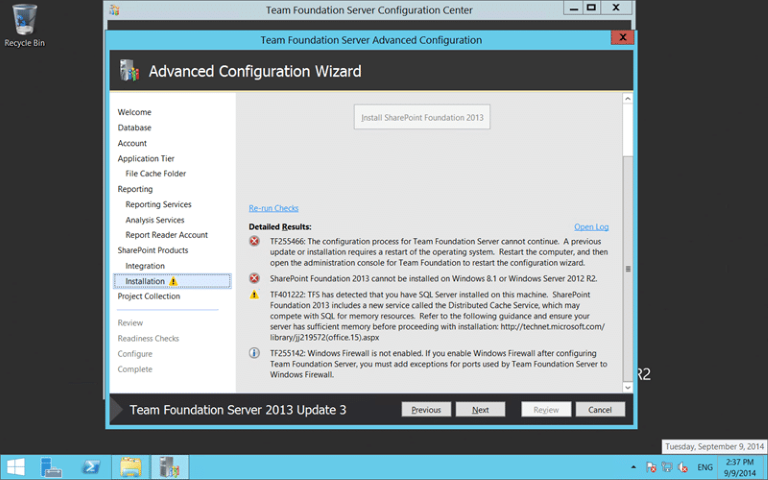 Recycle Bin
Team Foundation Server Configuration Center
Team Foundation Server Advanced Configuration
Advanced Configuration Wizard
Welcome
Database
Account
Application Tier
File Cache Folder
Reporting
Reporting Services
Analysis Services
Report Reader Account
SharePoint Products
Integration
Installation
Project Collection
Review
Readiness Checks
Configure
Complete
Install SharePoint Foundation 2013
Re-run Checks
Detailed Results:
Open Log
TF255466: The configuration process for Team Foundation Server cannot continue. A previous
update or installation requires a restart of the operating system. Restart the computer, and then
open the administration console for Team Foundation to restart the configuration wizard.
SharePoint Foundation 2013 cannot be installed on Windows 8.1 or Windows Server 2012 R2.
TF401222: TFS has detected that you have SQL Server installed on this machine. SharePoint
Foundation 2013 includes a new service called the Distributed Cache Service, which may
compete with SQL for memory resources. Refer to the following guidance and ensure your
server has sufficient memory before proceeding with installation: http://technet.microsoft.com/
library/jj219572(office.15).aspx
TF255142: Windows Firewall is not enabled. If you enable Windows Firewall after configuring
Team Foundation Server, you must add exceptions for ports used by Team Foundation Server to
Windows Firewall.
R2
Team Foundation Server 2013 Update 3
Previous
Next
Review
Cancel
Tuesday, September 9, 2014
ENG
2:37 PM
9/9/2014